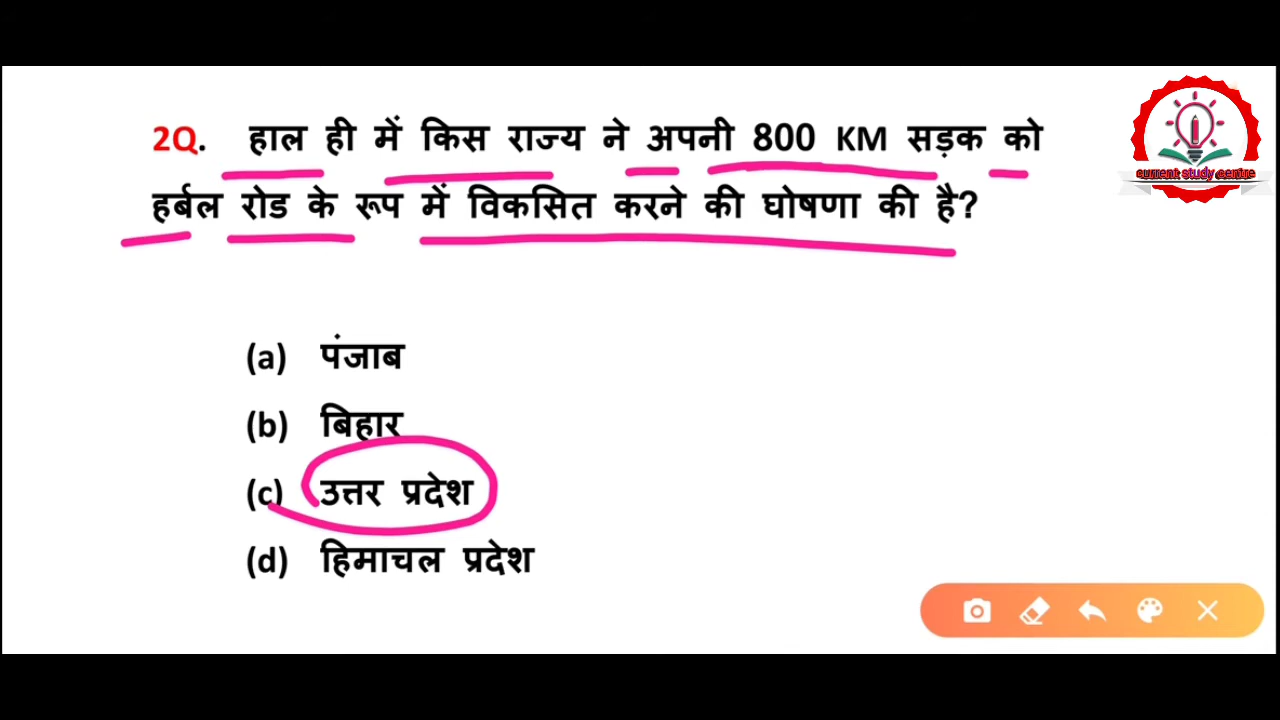 2Q. हाल ही में किस राज्य ने अपनी 800 KM सड़क को
हर्बल रोड के रूप में विकसित करने की घोषणा की है?
current study centre
(a) पंजाब
(b) बिहार
(c) उत्तर प्रदेश
(d) हिमाचल प्रदेश